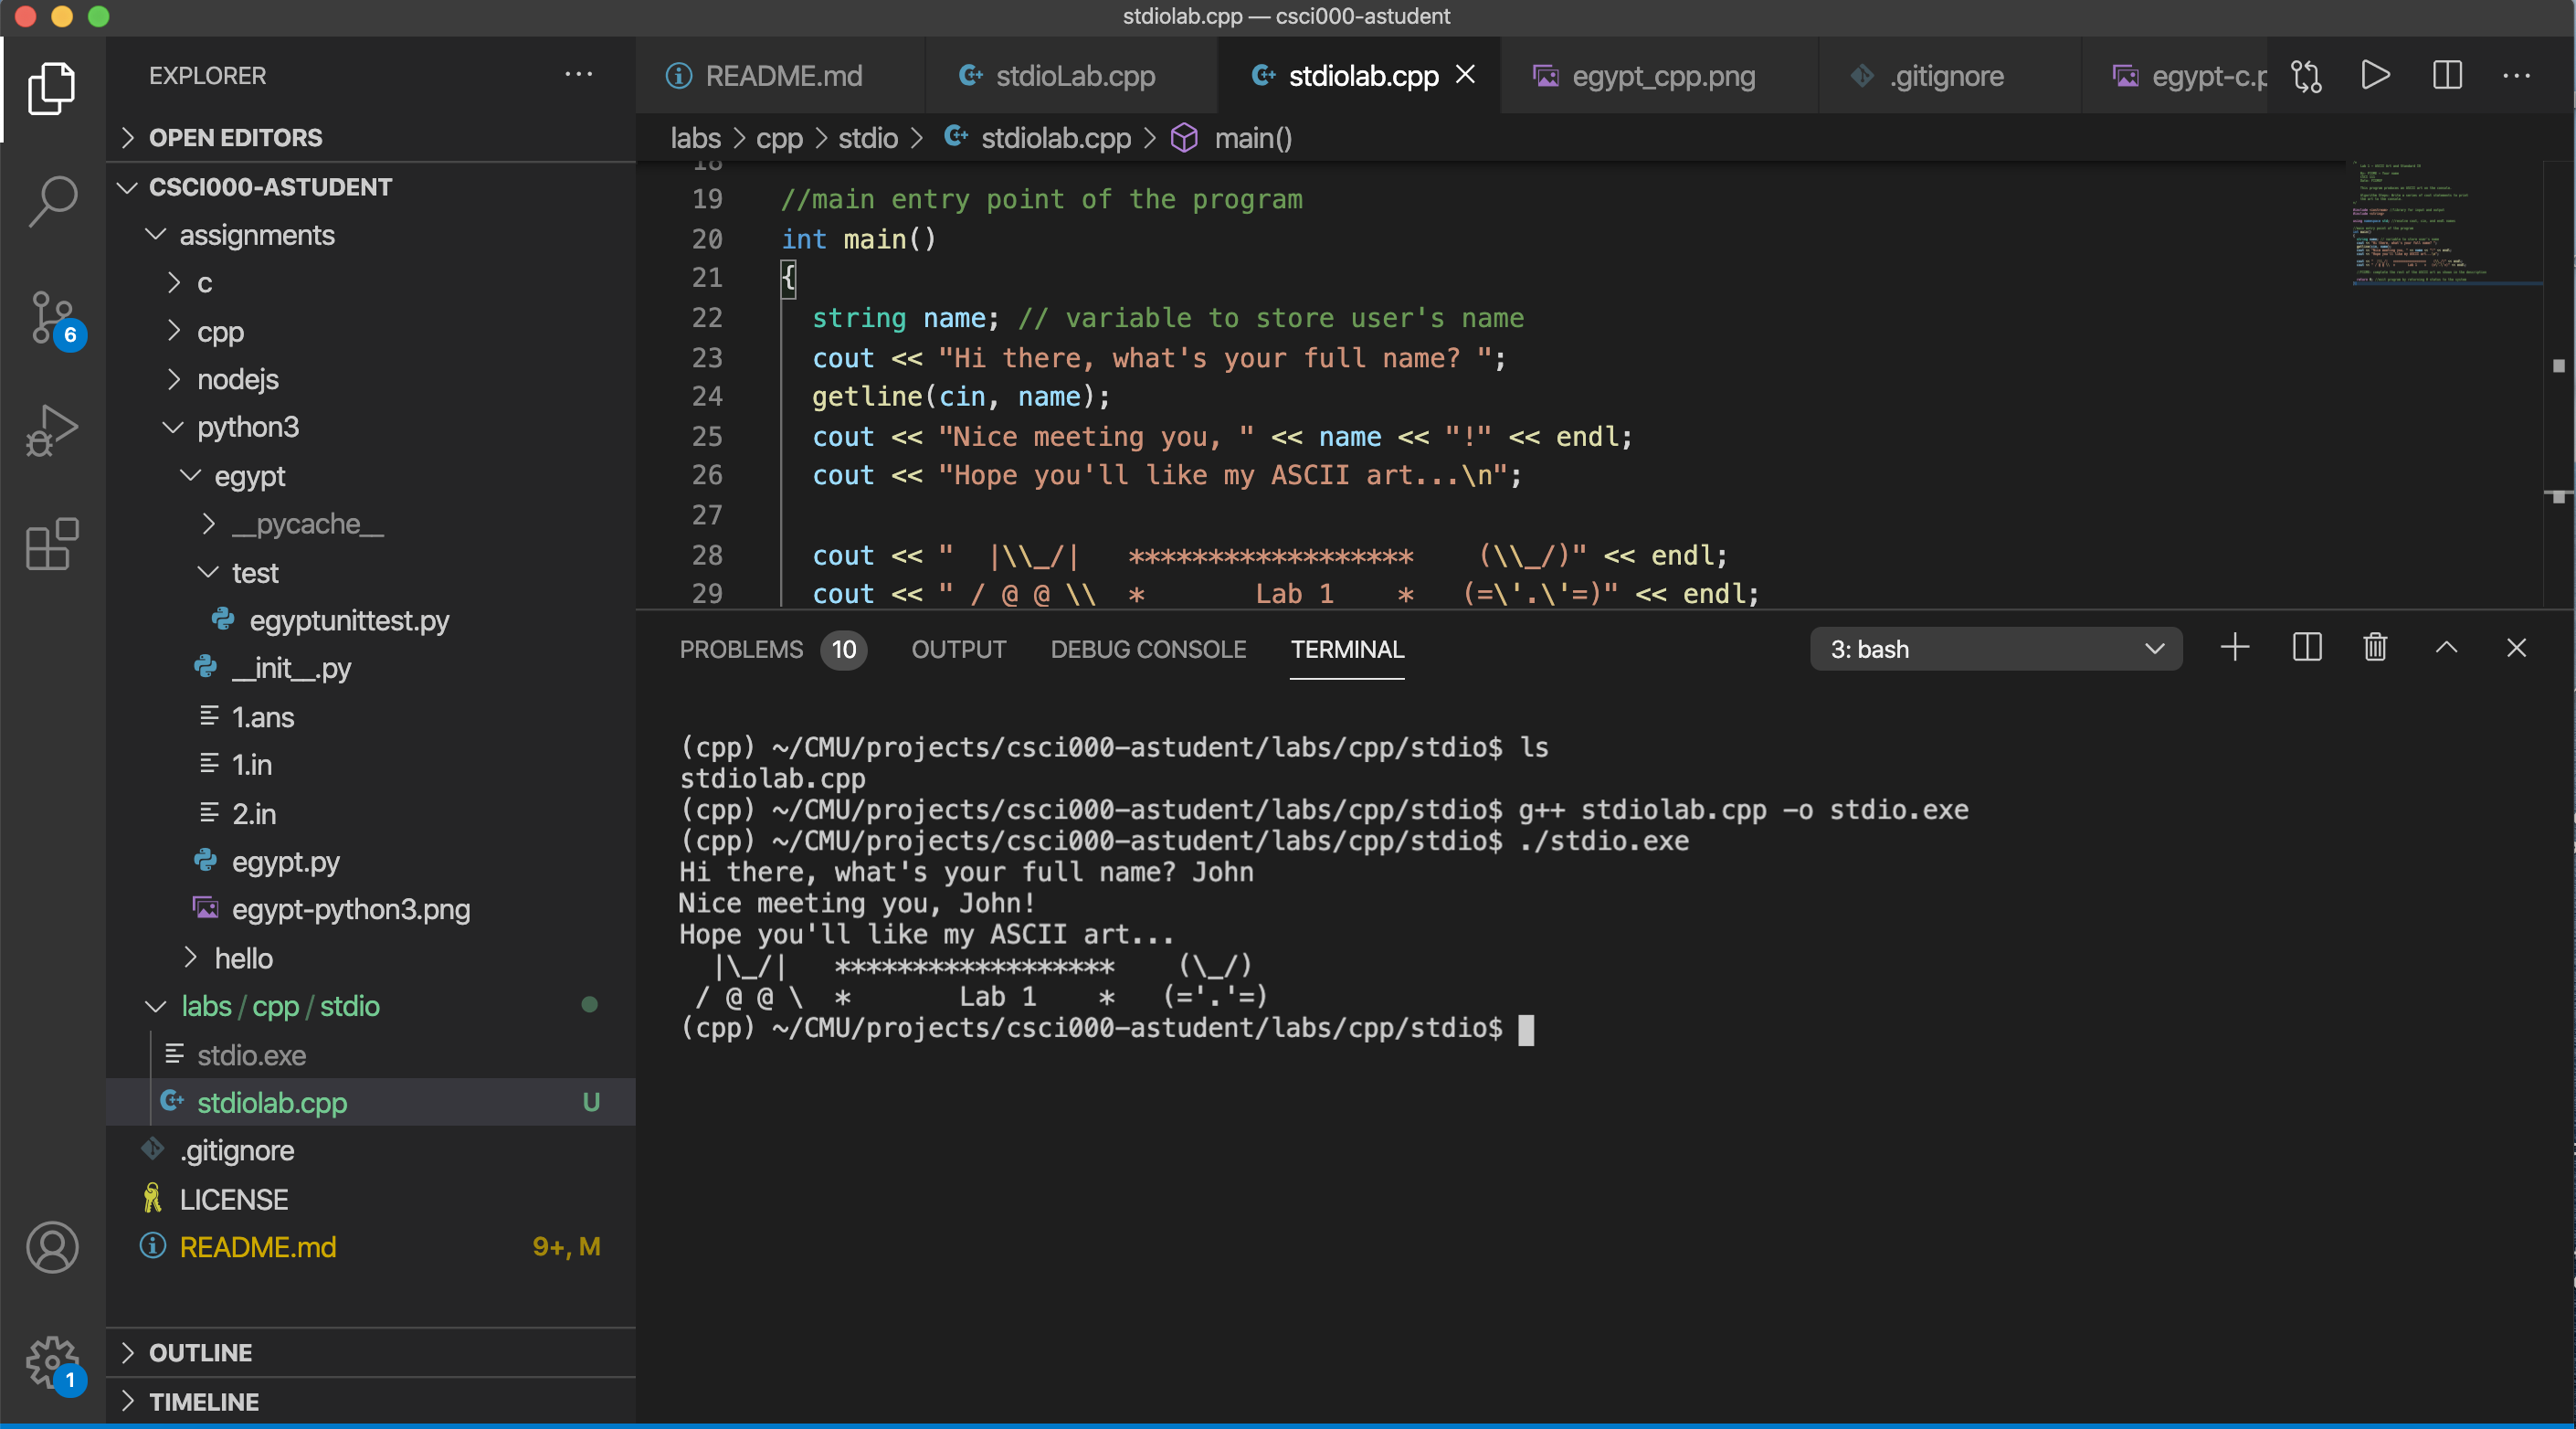 stdiolab.cpp — csci000-astudent
EXPLORER
OPEN EDITORS
CSCI000-ASTUDENT
assignments
c
cpp
nodejs
python3
egypt
__pycache__
test
egyptunittest.py
__init__.py
1.ans
1.in
2.in
egypt.py
egypt-python3.png
hello
labs / cpp / stdio
stdio.exe
stdiolab.cpp U
.gitignore
LICENSE
README.md 9+, M
OUTLINE
TIMELINE
6
1
README.md stdioLab.cpp stdiolab.cpp egypt_cpp.png .gitignore egypt-c.p
labs > cpp > stdio > stdiolab.cpp > main()
18
19 //main entry point of the program
20 int main()
21 {
22 string name; // variable to store user's name
23 cout << "Hi there, what's your full name? ";
24 getline(cin, name);
25 cout << "Nice meeting you, " << name << "!" << endl;
26 cout << "Hope you'll like my ASCII art...\n";
27
28 cout << "  |\\_/|   ******************    (\\_/)" << endl;
29 cout << " / @ @ \\  *       Lab 1    *   (=\'.\'=)" << endl;
PROBLEMS 10 OUTPUT DEBUG CONSOLE TERMINAL 3: bash
(cpp) ~/CMU/projects/csci000-astudent/labs/cpp/stdio$ ls
stdiolab.cpp
(cpp) ~/CMU/projects/csci000-astudent/labs/cpp/stdio$ g++ stdiolab.cpp -o stdio.exe
(cpp) ~/CMU/projects/csci000-astudent/labs/cpp/stdio$ ./stdio.exe
Hi there, what's your full name? John
Nice meeting you, John!
Hope you'll like my ASCII art...
  |\_/|   ******************    (\_/)
 / @ @ \  *       Lab 1    *   (='.'=)
(cpp) ~/CMU/projects/csci000-astudent/labs/cpp/stdio$